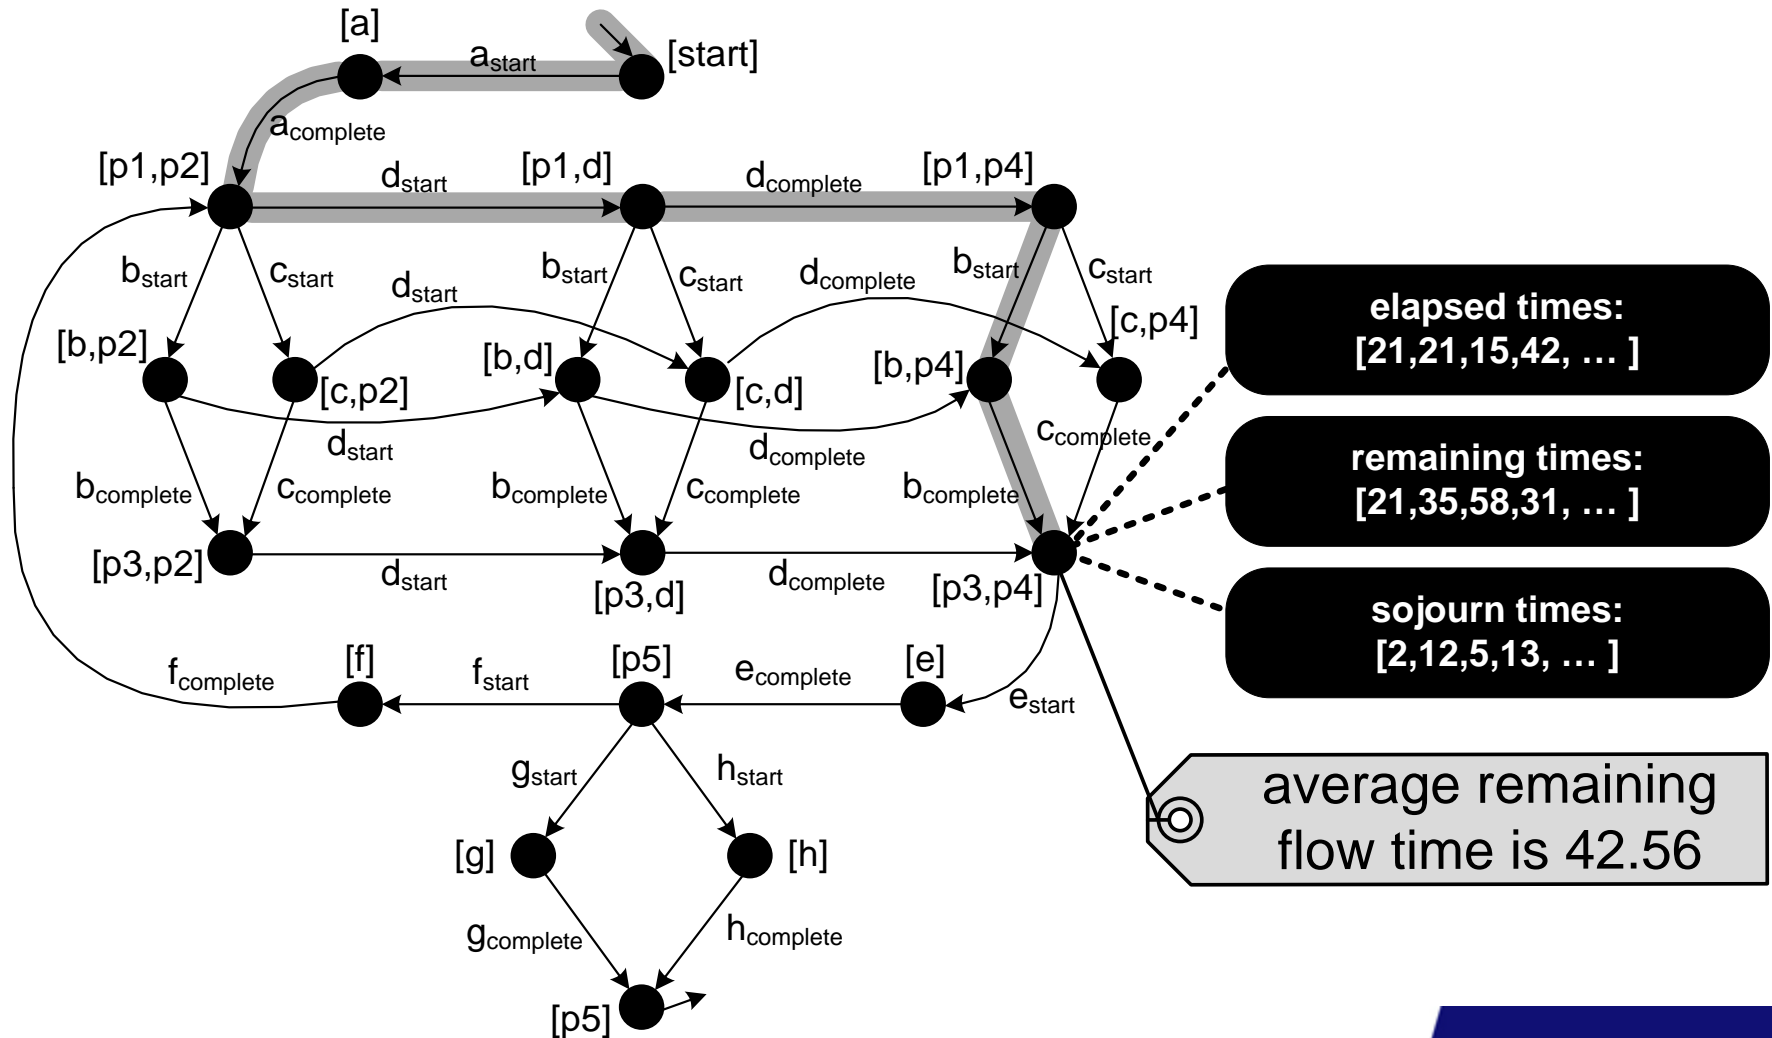 [a]
[start]
astart
acomplete
[p1,p2]
dstart
[p1,d]
dcomplete
[p1,p4]
bstart
cstart
dstart
bstart
cstart
dcomplete
bstart
cstart
[b,p2]
[c,p2]
[b,d]
[c,d]
[b,p4]
[c,p4]
dstart
dcomplete
bcomplete
ccomplete
bcomplete
ccomplete
bcomplete
ccomplete
[p3,p2]
dstart
[p3,d]
dcomplete
[p3,p4]
elapsed times:
[21,21,15,42, … ]
remaining times:
[21,35,58,31, … ]
sojourn times:
[2,12,5,13, … ]
fcomplete
[f]
fstart
[p5]
ecomplete
[e]
estart
gstart
hstart
[g]
[h]
gcomplete
hcomplete
[p5]
average remaining
flow time is 42.56